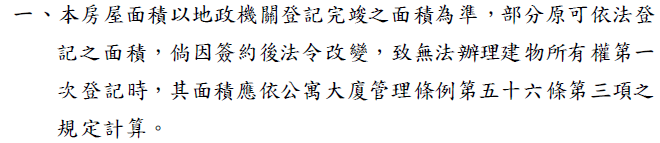 一、本房屋面積以地政機關登記完竣之面積為準，部分原可依法登
記之面積，倘因簽約後法令改變，致無法辦理建物所有權第一
次登記時，其面積應依公寓大廈管理條例第五十六條第三項之
規定計算。